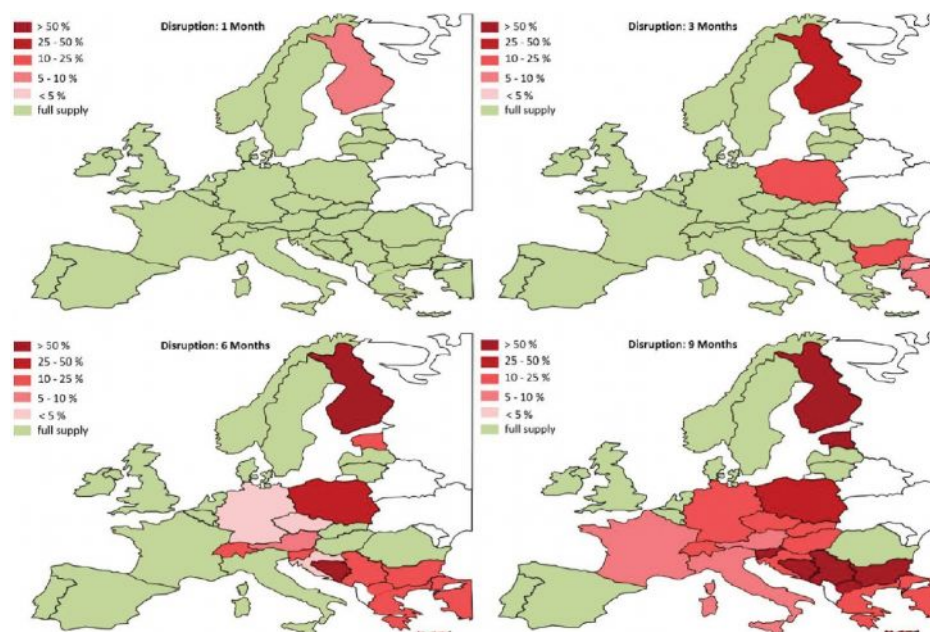 Disruption: 1 Month
> 50 %
25 - 50 %
10 - 25 %
5 - 10 %
< 5 %
full supply
Disruption: 3 Months
> 50 %
25 - 50 %
10 - 25 %
5 - 10 %
< 5 %
full supply
Disruption: 6 Months
> 50 %
25 - 50 %
10 - 25 %
5 - 10 %
< 5 %
full supply
Disruption: 9 Months
> 50 %
25 - 50 %
10 - 25 %
5 - 10 %
< 5 %
full supply